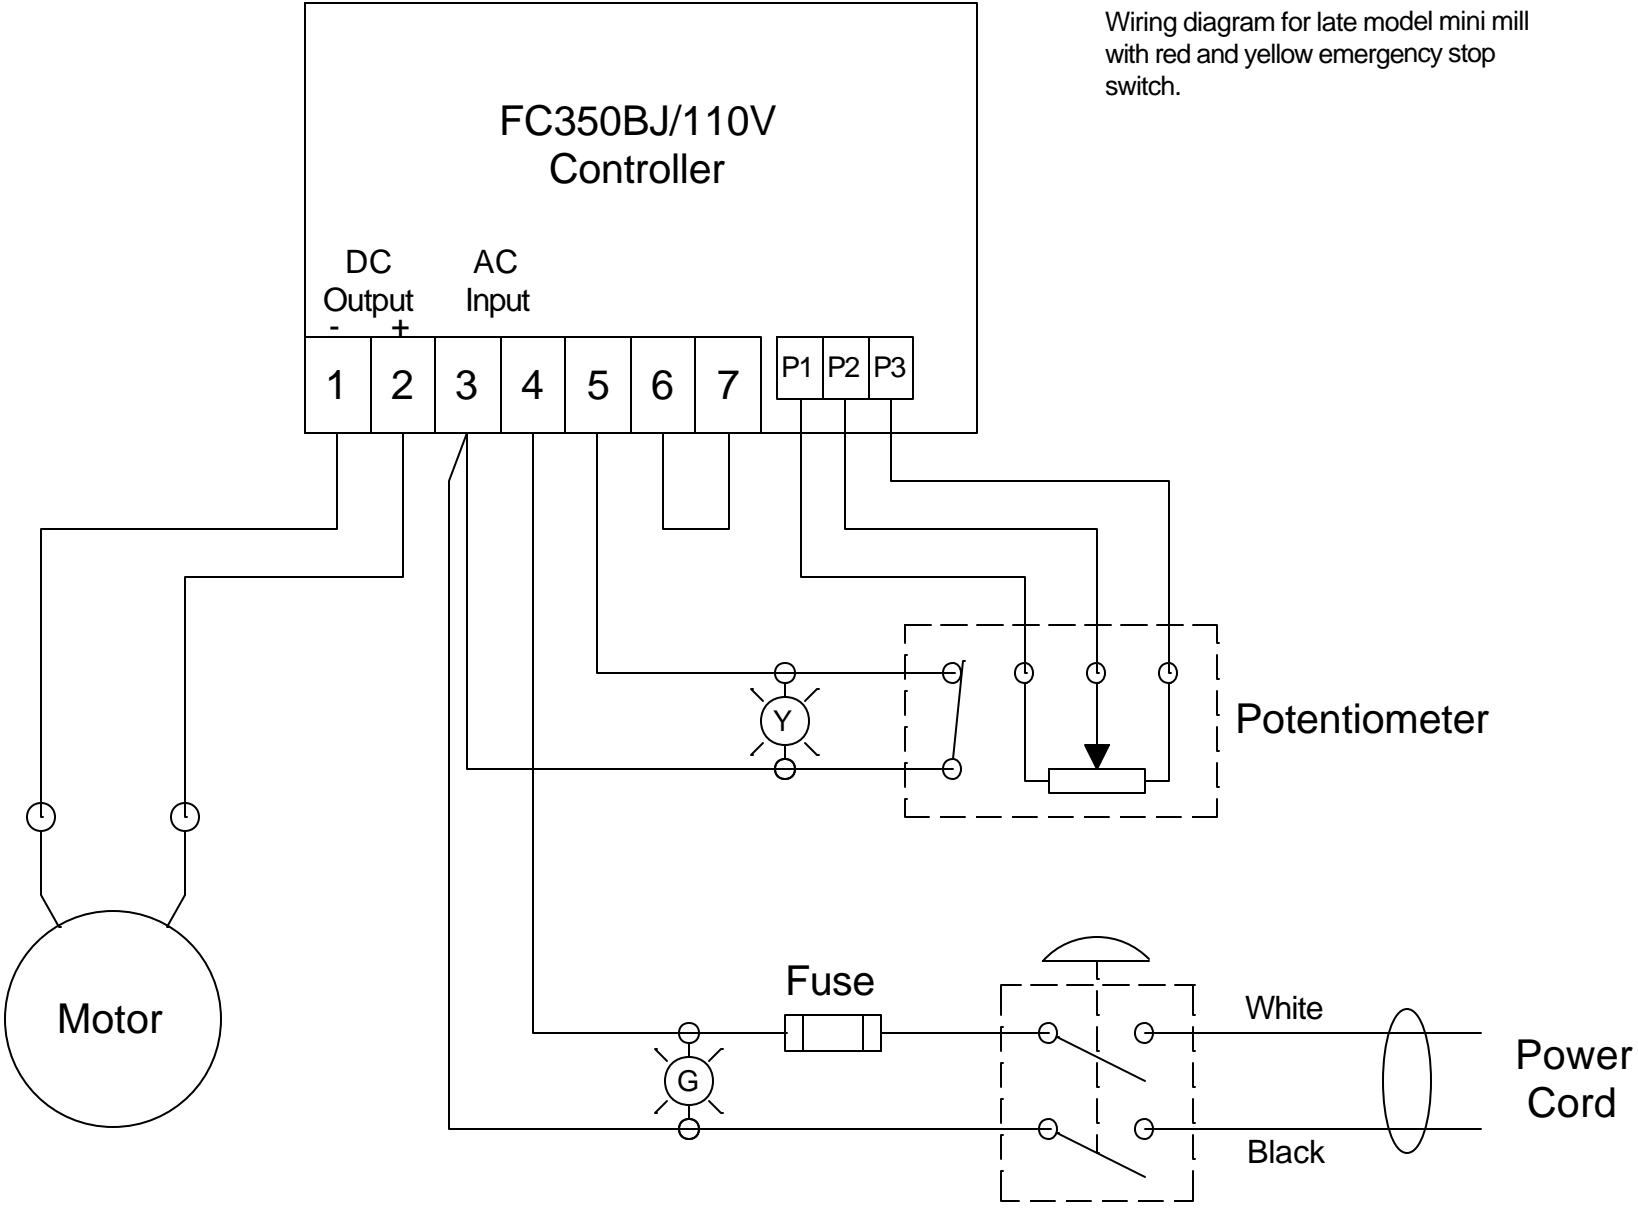 Wiring diagram for late model mini mill
with red and yellow emergency stop
switch.
FC350BJ/110V
Controller
DC
Output
- +
AC
Input
1 2 3 4 5 6 7
P1 P2 P3
Y
Potentiometer
Motor
Fuse
G
White
Black
Power
Cord